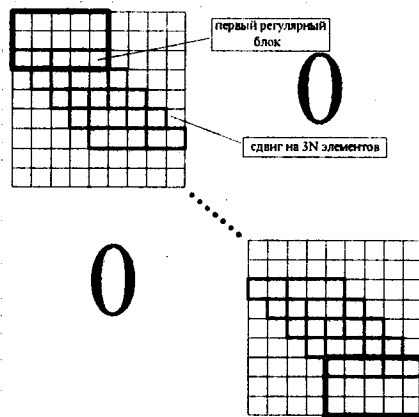 первый регулярный
блок
0
сдвиг на 3N элементов
0